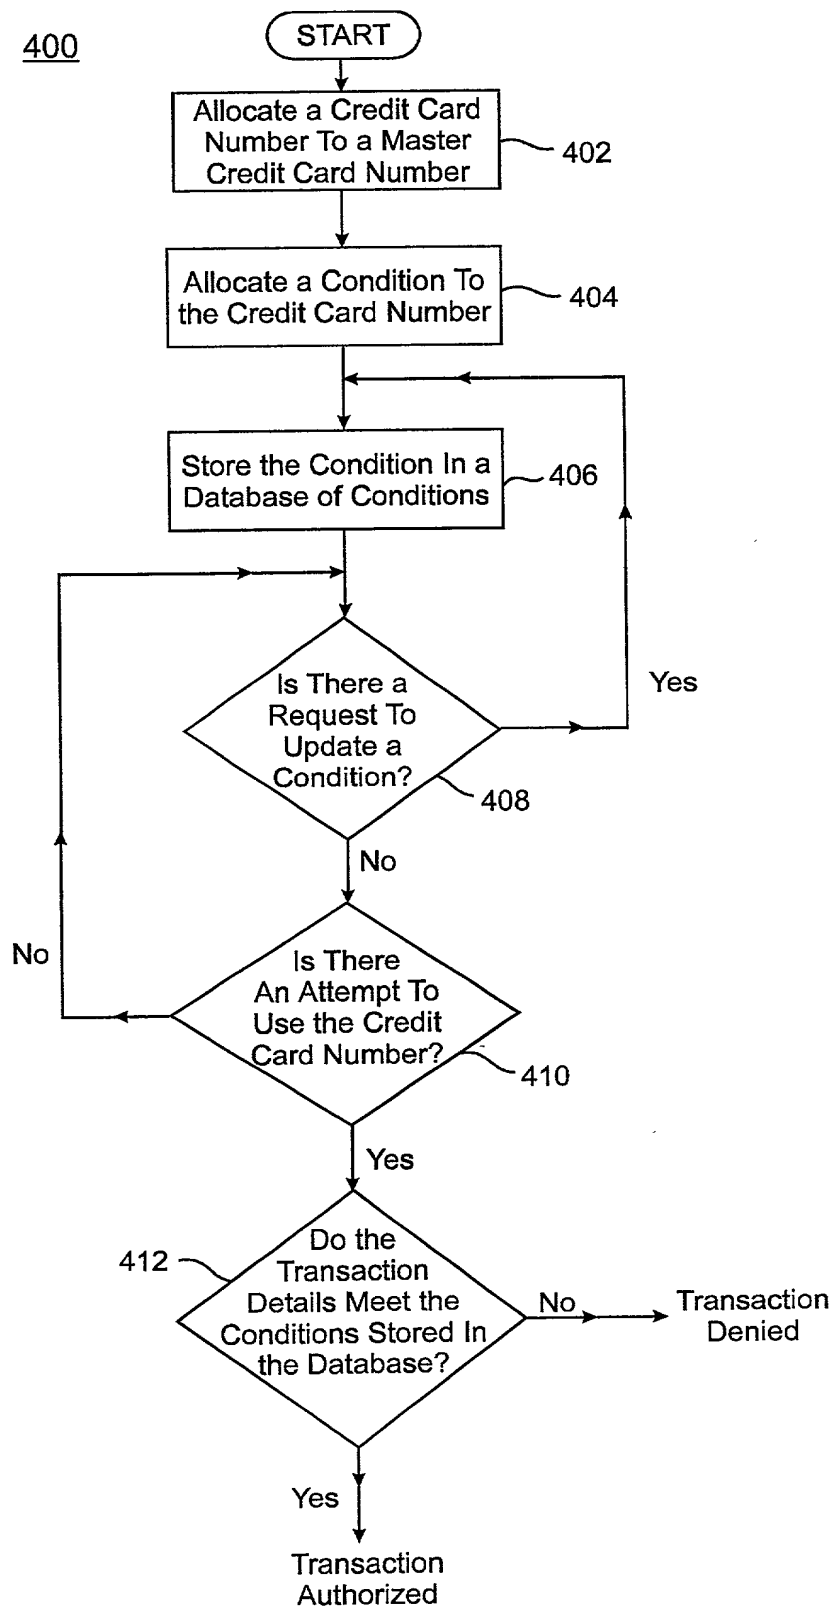 400
START
Allocate a Credit Card
Number To a Master
Credit Card Number
402
Allocate a Condition To
the Credit Card Number
404
Store the Condition In a
Database of Conditions
406
Is There a
Request To
Update a
Condition?
408
Yes
No
Is There
An Attempt To
Use the Credit
Card Number?
410
No
Yes
412
Do the
Transaction
Details Meet the
Conditions Stored In
the Database?
No
Transaction
Denied
Yes
Transaction
Authorized